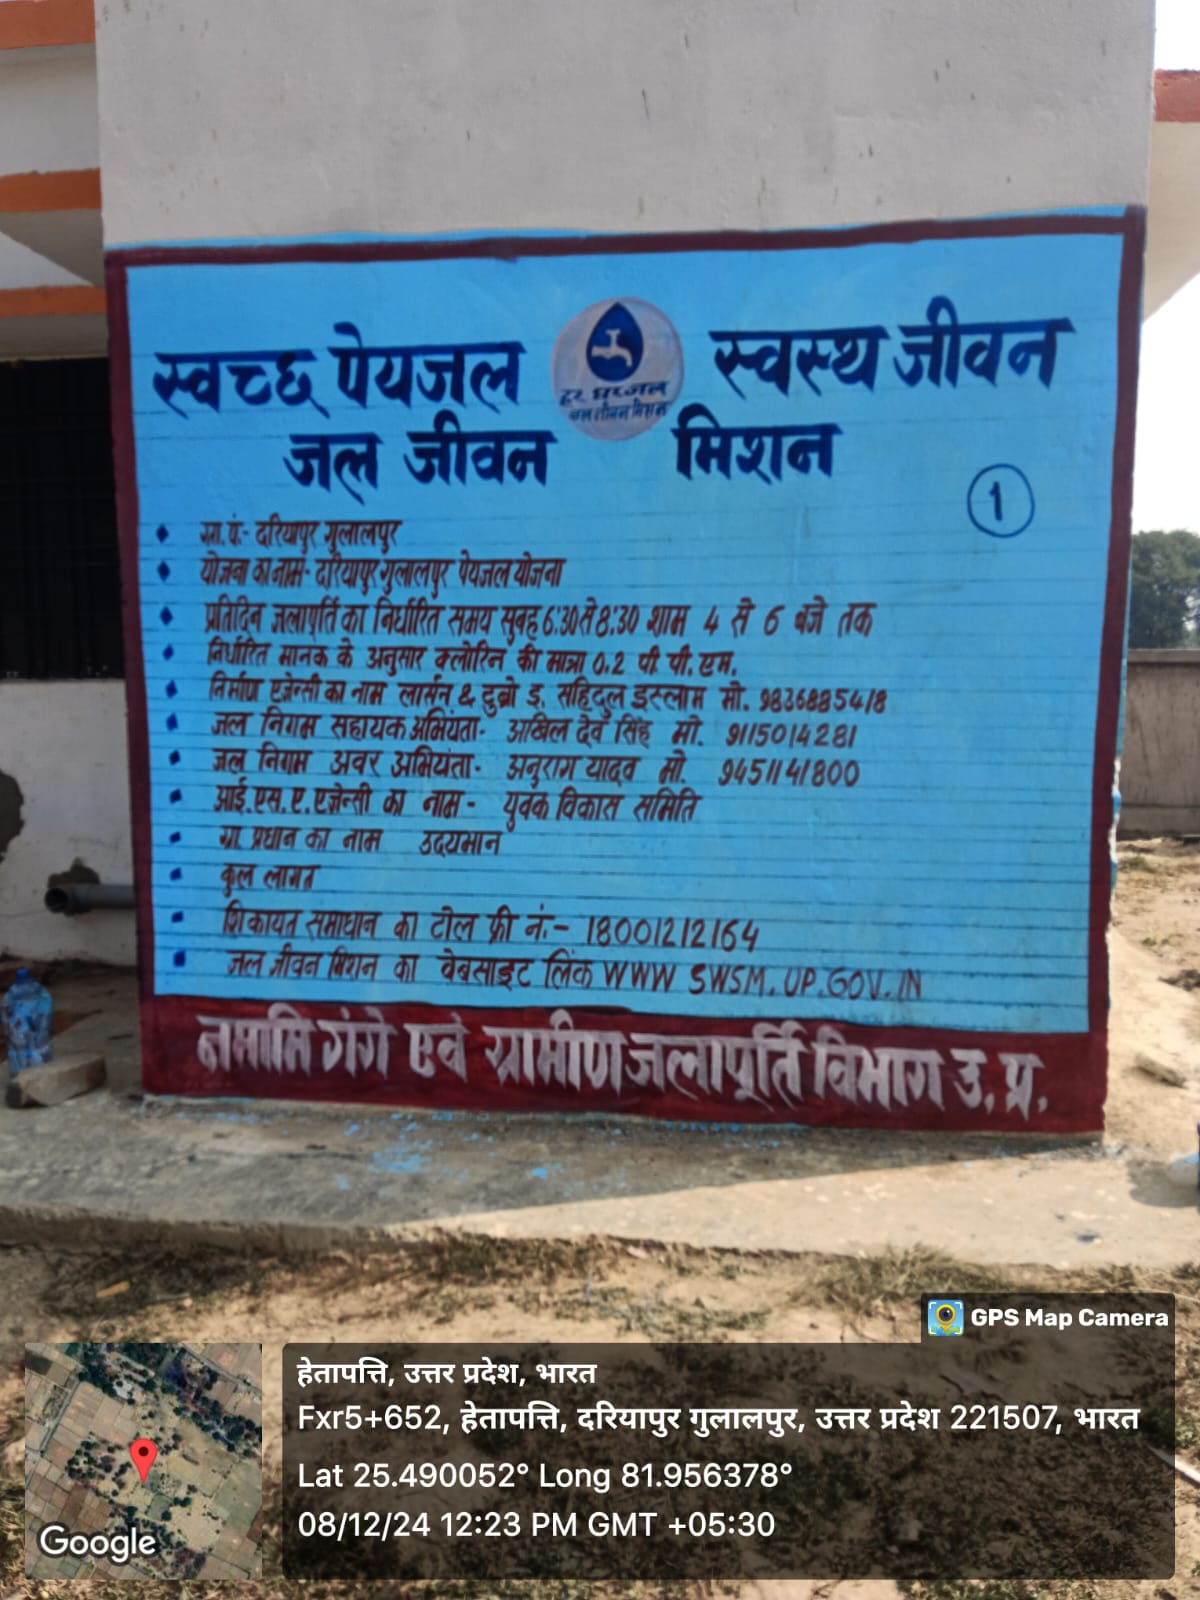 स्वच्छ पेयजल स्वस्थ जीवन
हर घर जल
जल जीवन मिशन
जल जीवन मिशन
1
ग्रा. पं.- दरियापुर गुलालपुर
योजना का नाम- दरियापुर गुलालपुर पेयजल योजना
प्रतिदिन जलापूर्ति का निर्धारित समय सुबह 6:30 से 8:30 शाम 4 से 6 बजे तक
निर्धारित मानक के अनुसार क्लोरिन की मात्रा 0.2 पी पी. एम.
निर्माण एजेन्सी का नाम लार्सन & टुब्रो इ. सहिदुल इस्लाम मो. 9836885418
जल निगम सहायक अभियंता- अखिल देव सिंह मो. 9115014281
जल निगम अवर अभियंता- अनुराग यादव मो. 9451141800
आई.एस.ए.एजेन्सी का नाम- युवक विकास समिति
ग्रा प्रधान का नाम उदयमान
कुल लागत
शिकायत समाधान का टोल फ्री नं.- 18001212164
जल जीवन मिशन का वेबसाइट लिंक WWW SWSM.UP.GOV.IN
नमामि गंगे एवं ग्रामीण जलापूर्ति विभाग उ. प्र.
GPS Map Camera
हेतापत्ति, उत्तर प्रदेश, भारत
Fxr5+652, हेतापत्ति, दरियापुर गुलालपुर, उत्तर प्रदेश 221507, भारत
Lat 25.490052° Long 81.956378°
08/12/24 12:23 PM GMT +05:30
Google